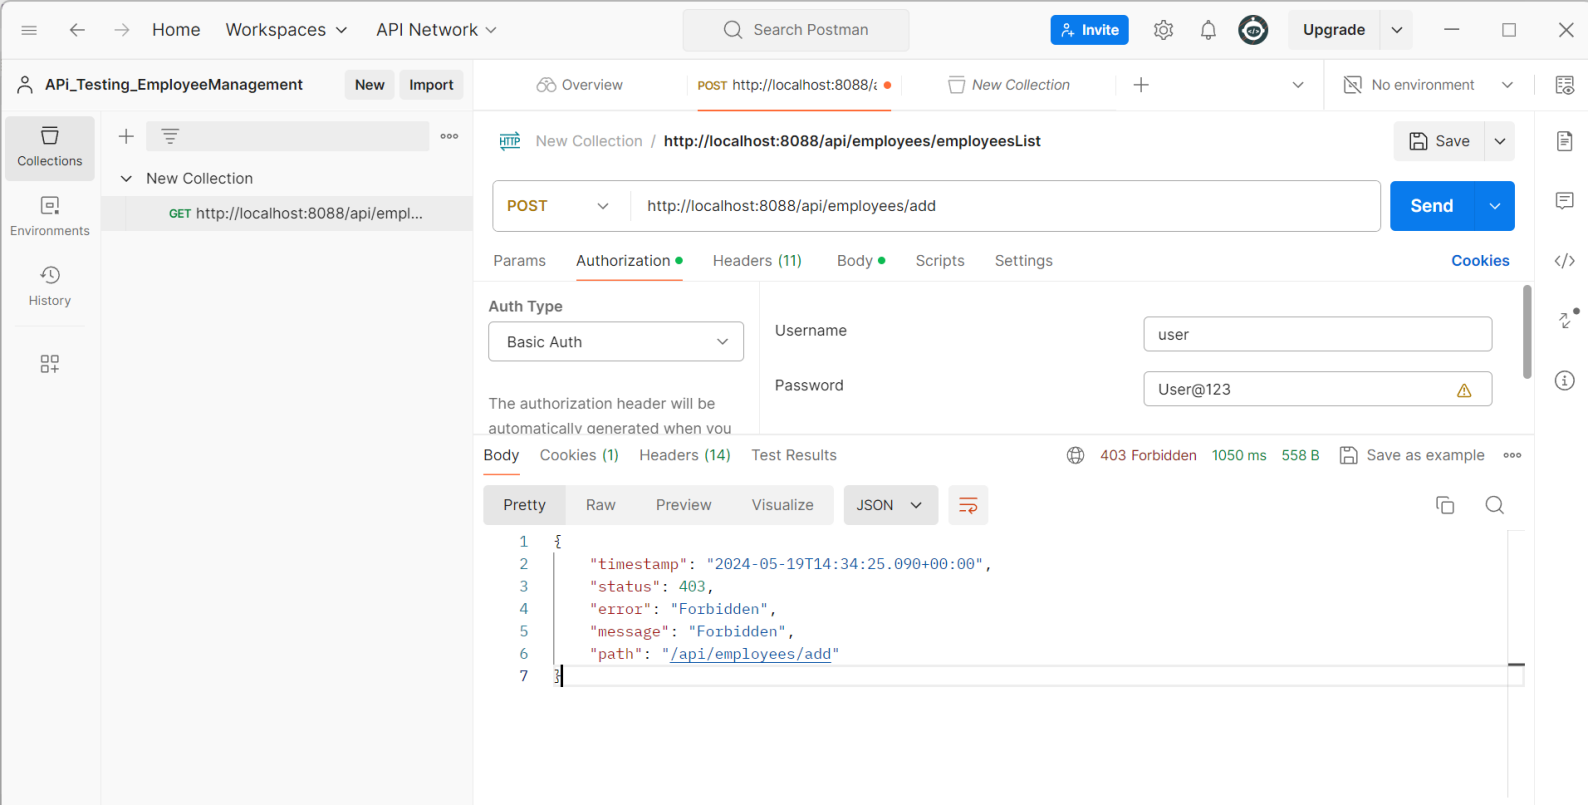 Home Workspaces API Network Search Postman Invite Upgrade
APi_Testing_EmployeeManagement New Import Overview POST http://localhost:8088/a New Collection No environment
Collections
Environments
History
New Collection
GET http://localhost:8088/api/empl...
HTTP New Collection / http://localhost:8088/api/employees/employeesList Save
POST http://localhost:8088/api/employees/add Send
Params Authorization Headers (11) Body Scripts Settings Cookies
Auth Type
Basic Auth
The authorization header will be
automatically generated when you
Username user
Password User@123
Body Cookies (1) Headers (14) Test Results 403 Forbidden 1050 ms 558 B Save as example
Pretty Raw Preview Visualize JSON
1 {
2 "timestamp": "2024-05-19T14:34:25.090+00:00",
3 "status": 403,
4 "error": "Forbidden",
5 "message": "Forbidden",
6 "path": "/api/employees/add"
7 }